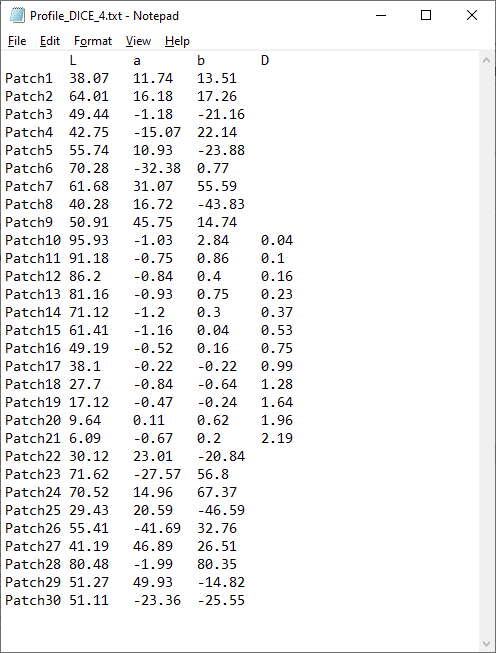 Profile_DICE_4.txt - Notepad
File Edit Format View Help
L a b D
Patch1 38.07 11.74 13.51
Patch2 64.01 16.18 17.26
Patch3 49.44 -1.18 -21.16
Patch4 42.75 -15.07 22.14
Patch5 55.74 10.93 -23.88
Patch6 70.28 -32.38 0.77
Patch7 61.68 31.07 55.59
Patch8 40.28 16.72 -43.83
Patch9 50.91 45.75 14.74
Patch10 95.93 -1.03 2.84 0.04
Patch11 91.18 -0.75 0.86 0.1
Patch12 86.2 -0.84 0.4 0.16
Patch13 81.16 -0.93 0.75 0.23
Patch14 71.12 -1.2 0.3 0.37
Patch15 61.41 -1.16 0.04 0.53
Patch16 49.19 -0.52 0.16 0.75
Patch17 38.1 -0.22 -0.22 0.99
Patch18 27.7 -0.84 -0.64 1.28
Patch19 17.12 -0.47 -0.24 1.64
Patch20 9.64 0.11 0.62 1.96
Patch21 6.09 -0.67 0.2 2.19
Patch22 30.12 23.01 -20.84
Patch23 71.62 -27.57 56.8
Patch24 70.52 14.96 67.37
Patch25 29.43 20.59 -46.59
Patch26 55.41 -41.69 32.76
Patch27 41.19 46.89 26.51
Patch28 80.48 -1.99 80.35
Patch29 51.27 49.93 -14.82
Patch30 51.11 -23.36 -25.55